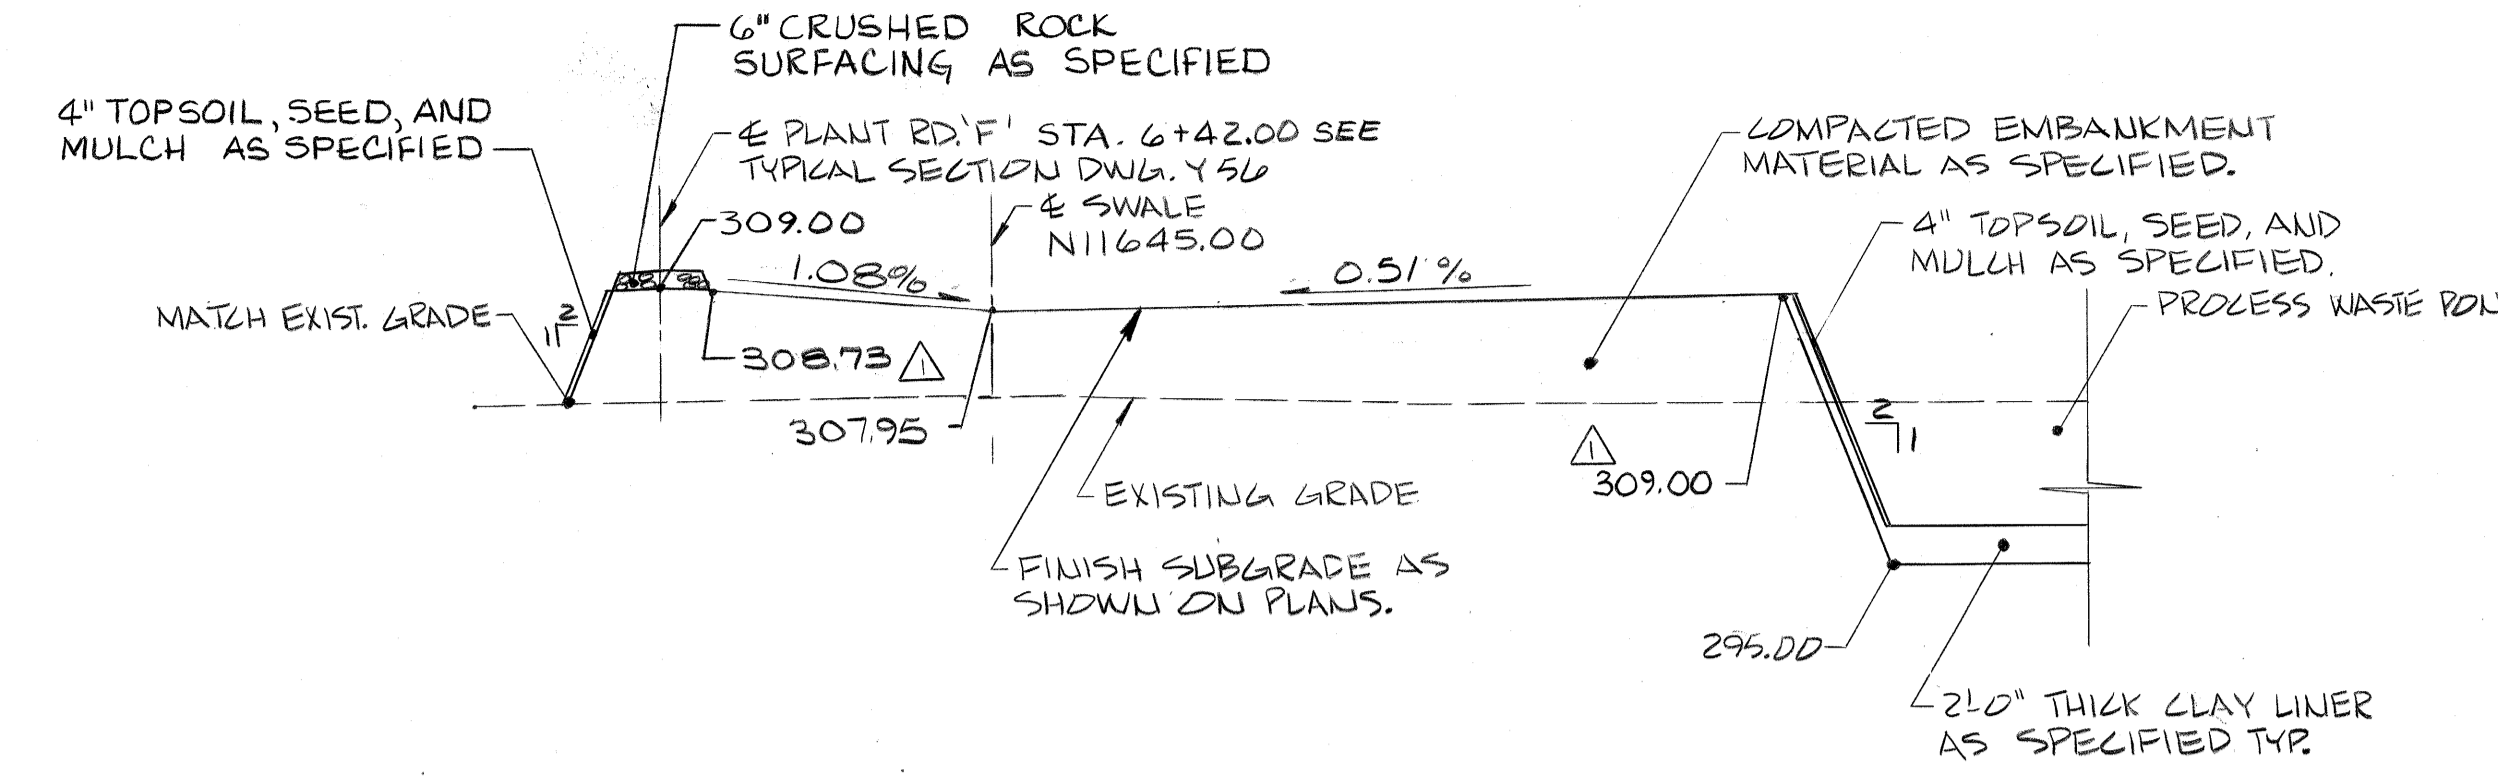 6" CRUSHED ROCK
SURFACING AS SPECIFIED
4" TOPSOIL, SEED, AND
MULCH AS SPECIFIED
℄ PLANT RD. 'F' STA. 6+42.00 SEE
TYPICAL SECTION DWG. Y56
309.00
℄ SWALE
N11645.00
1.08%
0.51%
COMPACTED EMBANKMENT
MATERIAL AS SPECIFIED.
4" TOPSOIL, SEED, AND
MULCH AS SPECIFIED.
PROCESS WASTE PON
MATCH EXIST. GRADE
2
1
308.73 1
307.95
2
1
1
309.00
EXISTING GRADE
FINISH SUBGRADE AS
SHOWN ON PLANS.
295.00
2'-0" THICK CLAY LINER
AS SPECIFIED TYP.